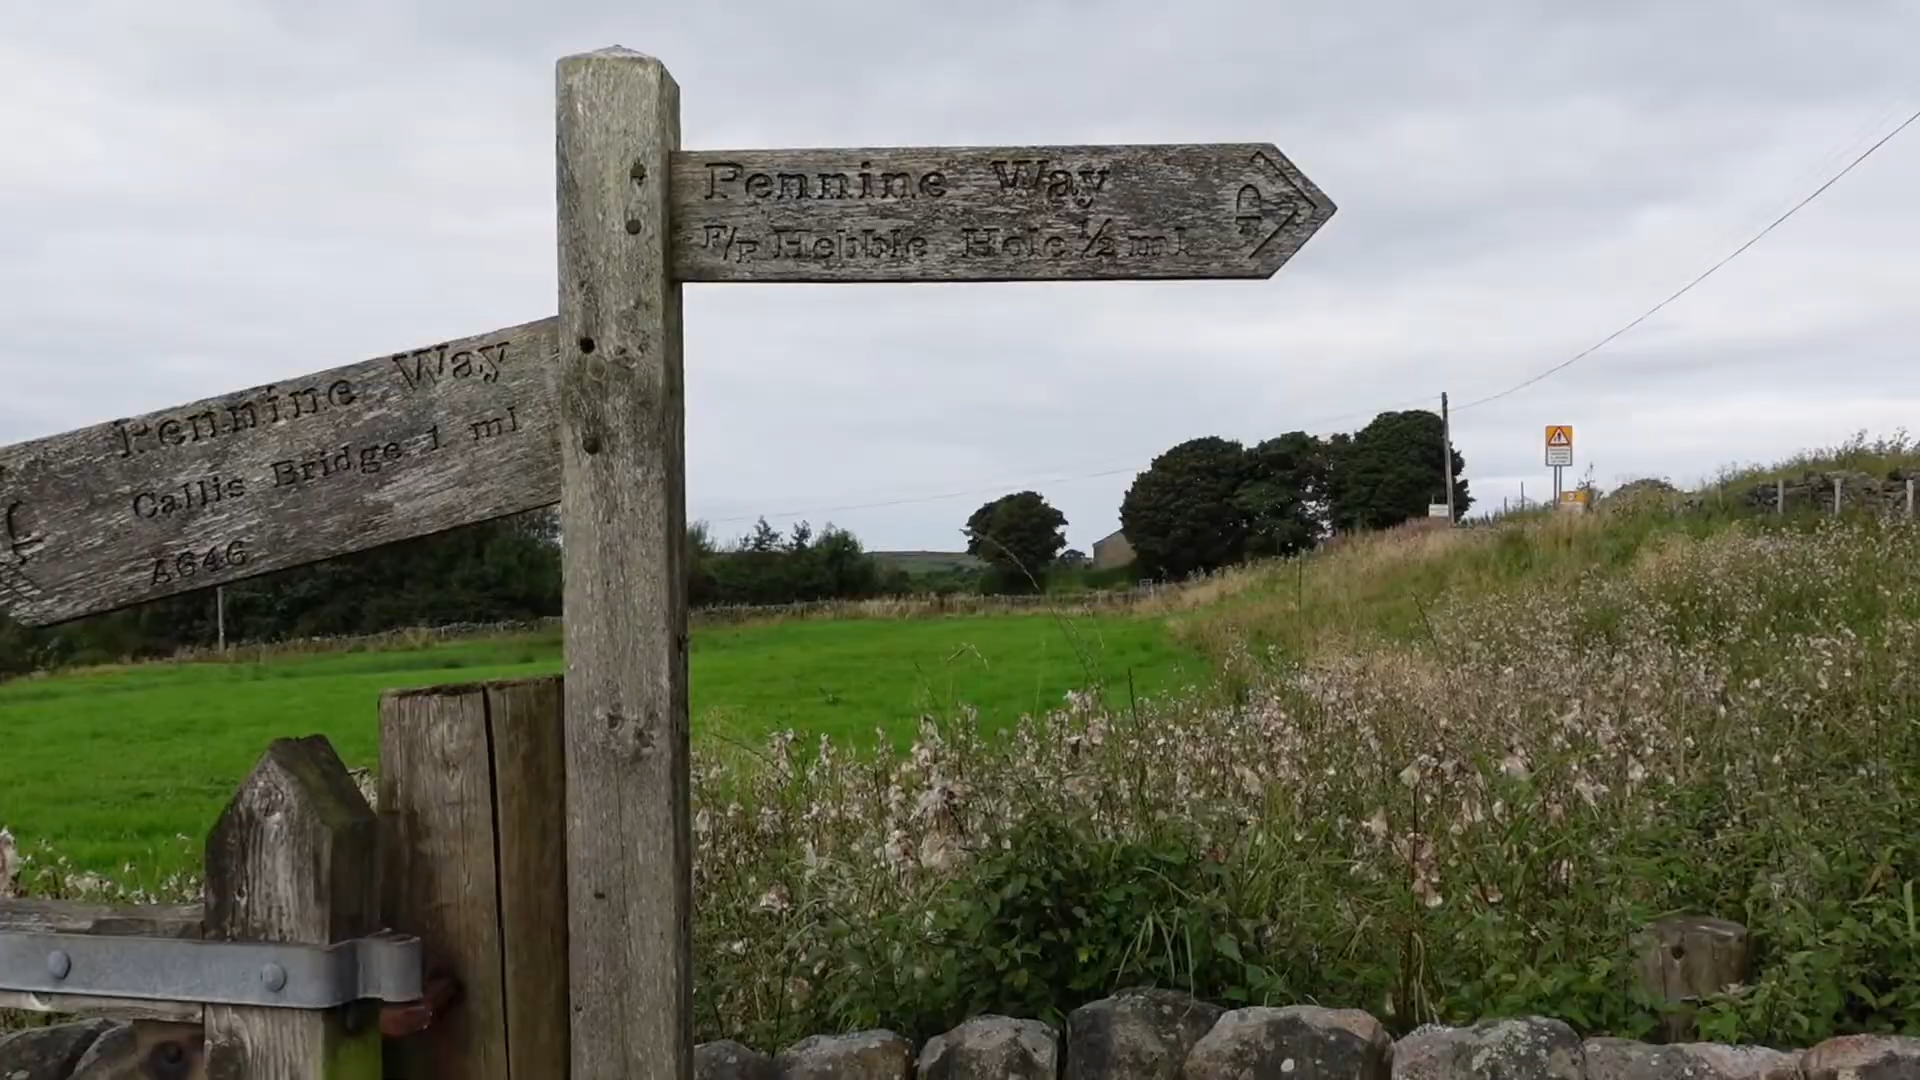 Pennine Way
F/P Hebble Hole 1/2 ml
Pennine Way
Callis Bridge 1 ml
A646